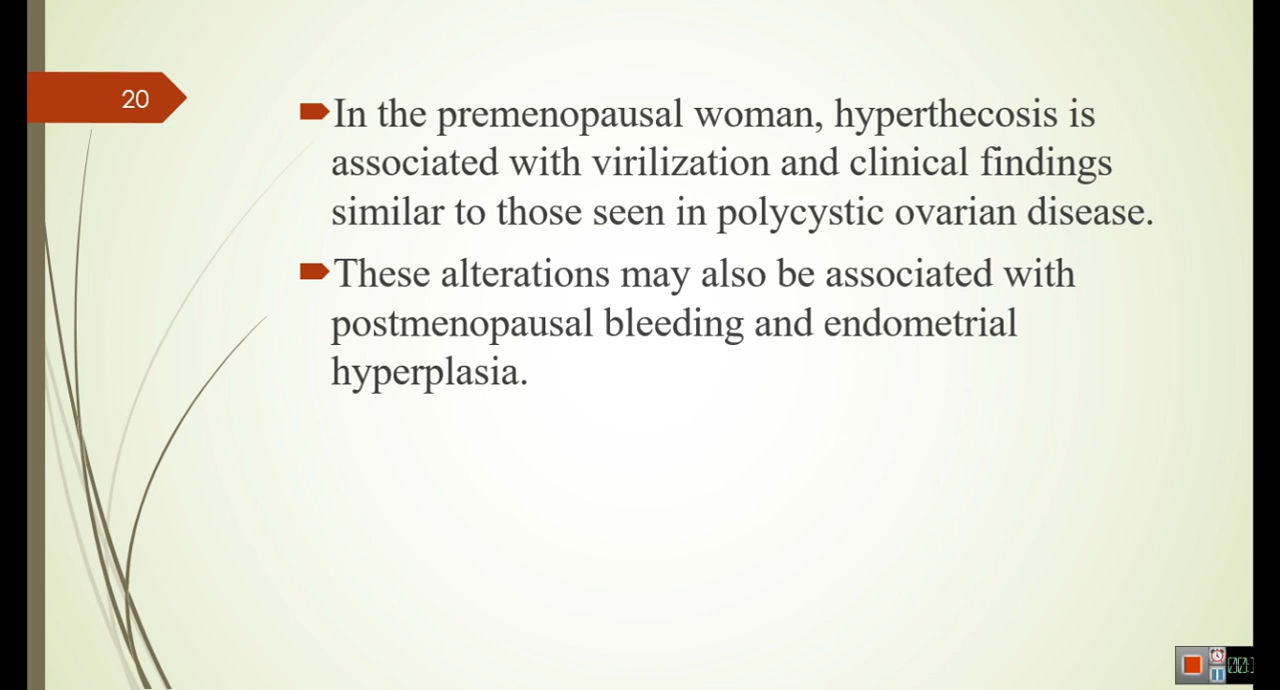 20
In the premenopausal woman, hyperthecosis is
associated with virilization and clinical findings
similar to those seen in polycystic ovarian disease.
These alterations may also be associated with
postmenopausal bleeding and endometrial
hyperplasia.